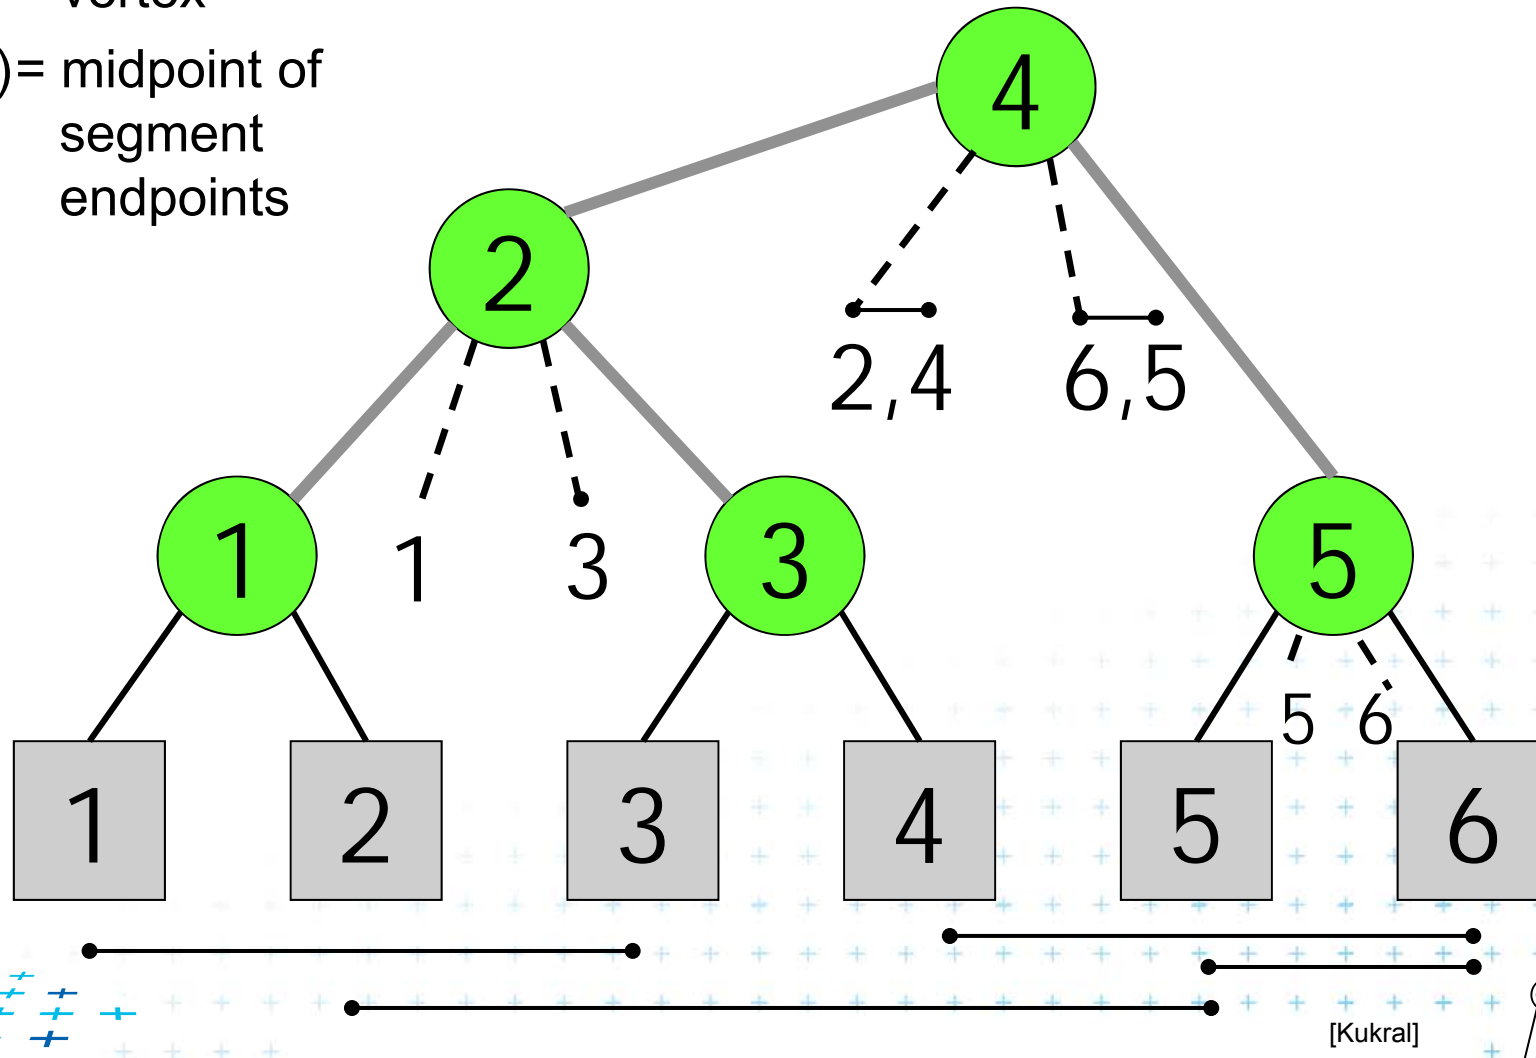 vertex
)= midpoint of
segment
endpoints
4
2
2,4 6,5
1 1 3 3 5
5 6
1 2 3 4 5 6
[Kukral]